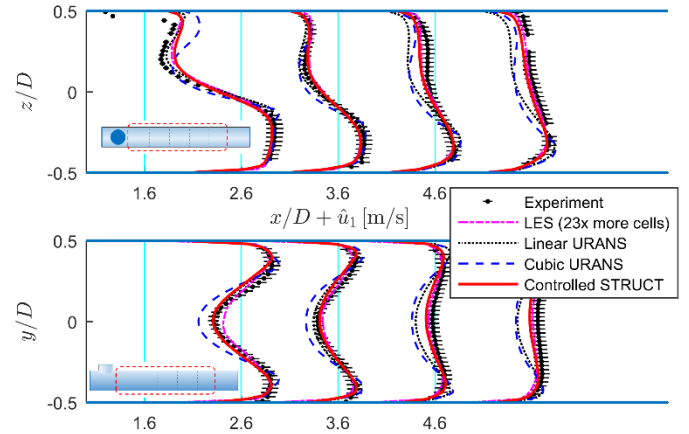 0.5
z/D
0
-0.5
1.6 2.6 3.6 4.6
x/D + û₁ [m/s]
Experiment
LES (23x more cells)
Linear URANS
Cubic URANS
Controlled STRUCT
0.5
y/D
0
-0.5
1.6 2.6 3.6 4.6